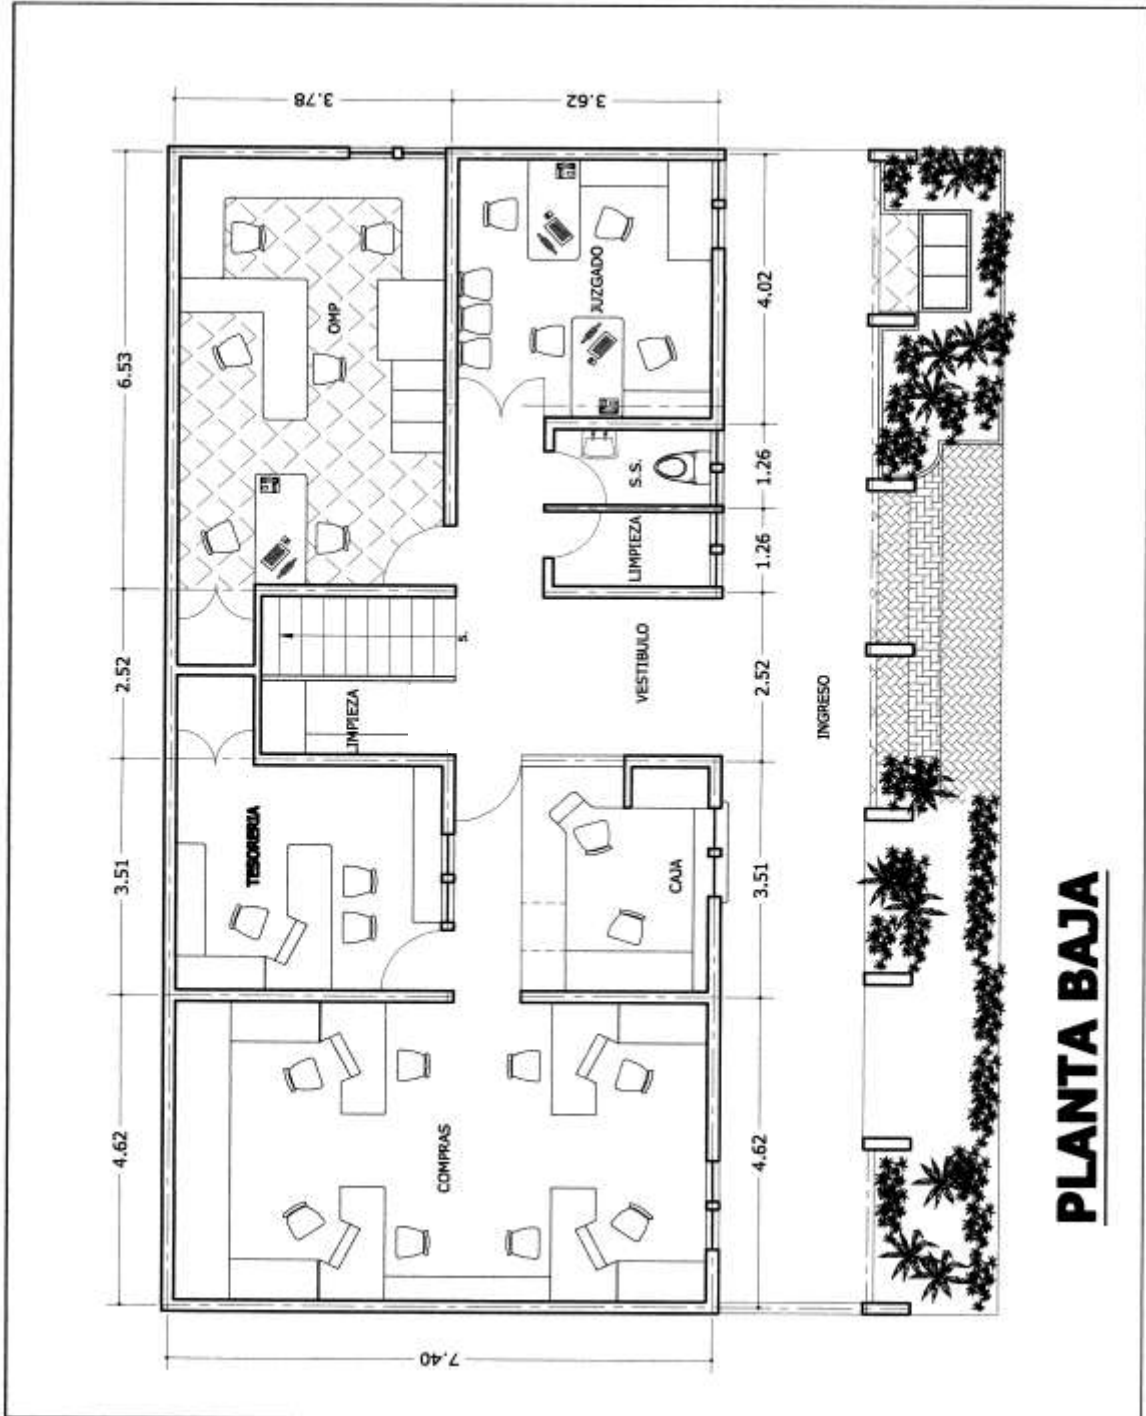 4.62
3.51
2.52
6.53
7.40
3.78
3.62
TESORERIA
LIMPIEZA
OMP
COMPRAS
S.
JUZGADO
CAJA
VESTIBULO
LIMPIEZA
S.S.
4.62
3.51
2.52
1.26
1.26
4.02
INGRESO
PLANTA BAJA